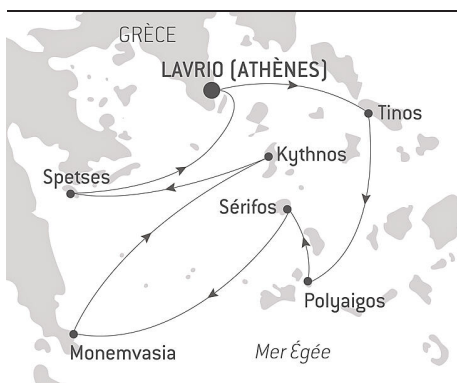 GRÈCE
LAVRIO (ATHÈNES)
Tinos
Kythnos
Spetses
Sérifos
Polyaigos
Monemvasia
Mer Égée